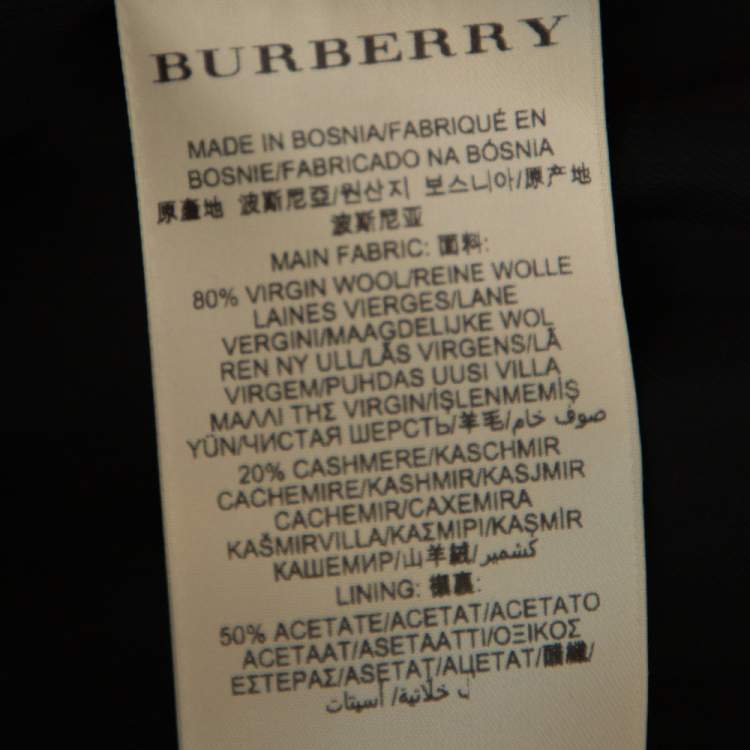 BURBERRY
MADE IN BOSNIA/FABRIQUÉ EN
BOSNIE/FABRICADO NA BÓSNIA
原產地 波斯尼亞/원산지 보스니아/原产地
波斯尼亚
MAIN FABRIC: 面料:
80% VIRGIN WOOL/REINE WOLLE
LAINES VIERGES/LANE
VERGINI/MAAGDELIJKE WOL
REN NY ULL/LÃS VIRGENS/LÃ
VIRGEM/PUHDAS UUSI VILLA
ΜΑΛΛΙ ΤΗΣ VIRGIN/İŞLENMEMİŞ
YÜN/ЧИСТАЯ ШЕРСТЬ/羊毛/صوف خام/
20% CASHMERE/KASCHMIR
CACHEMIRE/KASHMIR/KASJMIR
CACHEMIR/CAXEMIRA
KAŠMIRVILLA/ΚΑΣΜΙΡΙ/KAŞMİR
КАШЕМИР/山羊絨/كشمير
LINING: 襯裏:
50% ACETATE/ACETAT/ACETATO
ACETAAT/ASETAATTI/ΟΞΙΚΟΣ
ΕΣΤΕΡΑΣ/ASETAT/АЦЕТАТ/醋纖/
خلاتية/ أسيتات